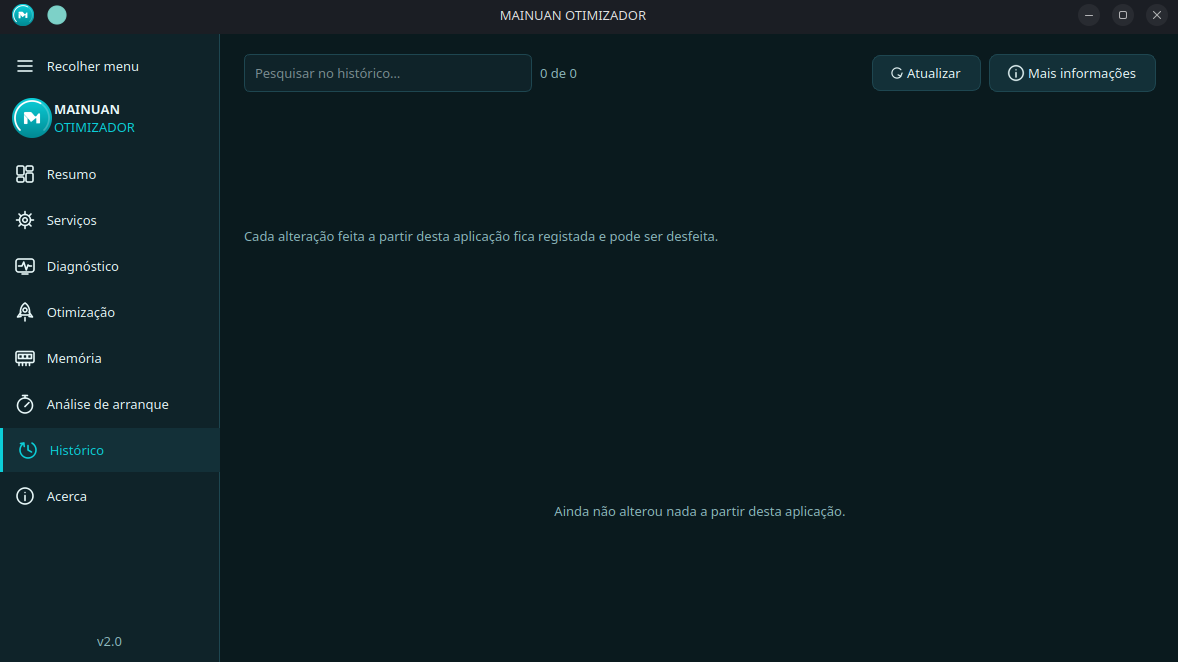 MAINUAN OTIMIZADOR
Recolher menu
MAINUAN
OTIMIZADOR
Resumo
Serviços
Diagnóstico
Otimização
Memória
Análise de arranque
Histórico
Acerca
v2.0
Pesquisar no histórico...
0 de 0
Atualizar
Mais informações
Cada alteração feita a partir desta aplicação fica registada e pode ser desfeita.
Ainda não alterou nada a partir desta aplicação.